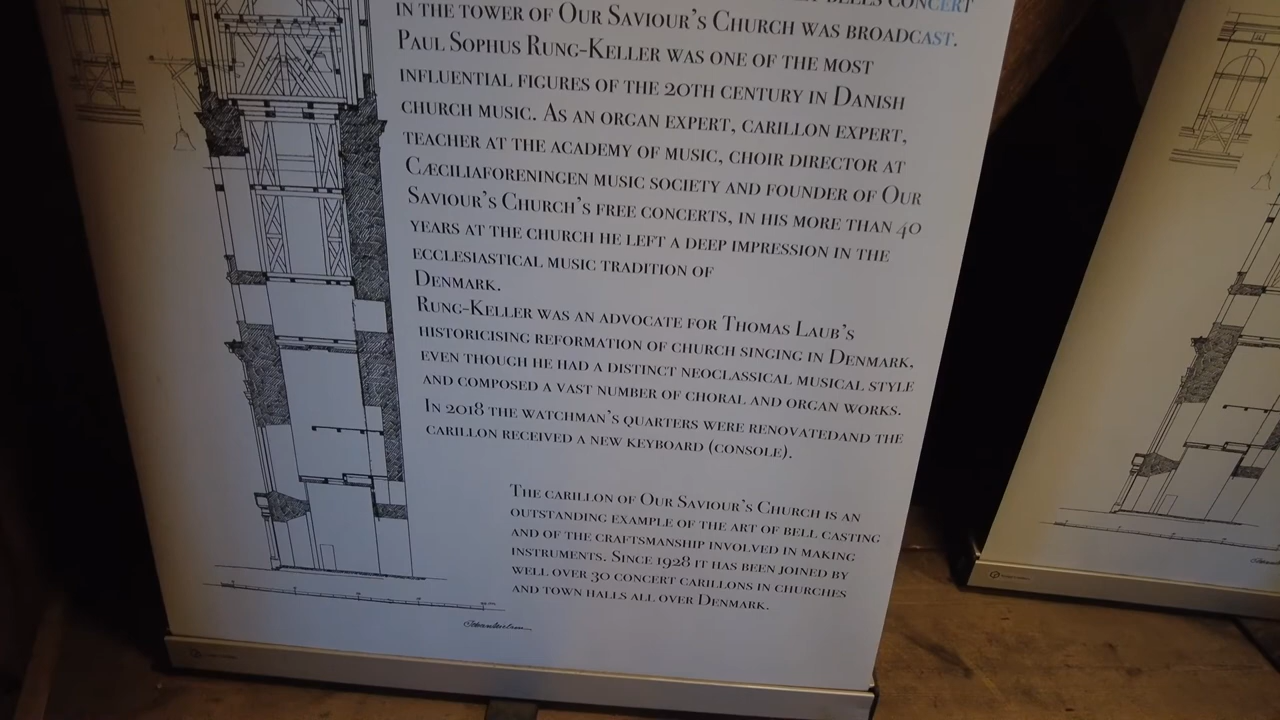 BELLS CONCERT
IN THE TOWER OF OUR SAVIOUR'S CHURCH WAS BROADCAST.
PAUL SOPHUS RUNG-KELLER WAS ONE OF THE MOST
INFLUENTIAL FIGURES OF THE 20TH CENTURY IN DANISH
CHURCH MUSIC. AS AN ORGAN EXPERT, CARILLON EXPERT,
TEACHER AT THE ACADEMY OF MUSIC, CHOIR DIRECTOR AT
CÆCILIAFORENINGEN MUSIC SOCIETY AND FOUNDER OF OUR
SAVIOUR'S CHURCH'S FREE CONCERTS, IN HIS MORE THAN 40
YEARS AT THE CHURCH HE LEFT A DEEP IMPRESSION IN THE
ECCLESIASTICAL MUSIC TRADITION OF
DENMARK.
RUNG-KELLER WAS AN ADVOCATE FOR THOMAS LAUB'S
HISTORICISING REFORMATION OF CHURCH SINGING IN DENMARK,
EVEN THOUGH HE HAD A DISTINCT NEOCLASSICAL MUSICAL STYLE
AND COMPOSED A VAST NUMBER OF CHORAL AND ORGAN WORKS.
IN 2018 THE WATCHMAN'S QUARTERS WERE RENOVATEDAND THE
CARILLON RECEIVED A NEW KEYBOARD (CONSOLE).
THE CARILLON OF OUR SAVIOUR'S CHURCH IS AN
OUTSTANDING EXAMPLE OF THE ART OF BELL CASTING
AND OF THE CRAFTSMANSHIP INVOLVED IN MAKING
INSTRUMENTS. SINCE 1928 IT HAS BEEN JOINED BY
WELL OVER 30 CONCERT CARILLONS IN CHURCHES
AND TOWN HALLS ALL OVER DENMARK.